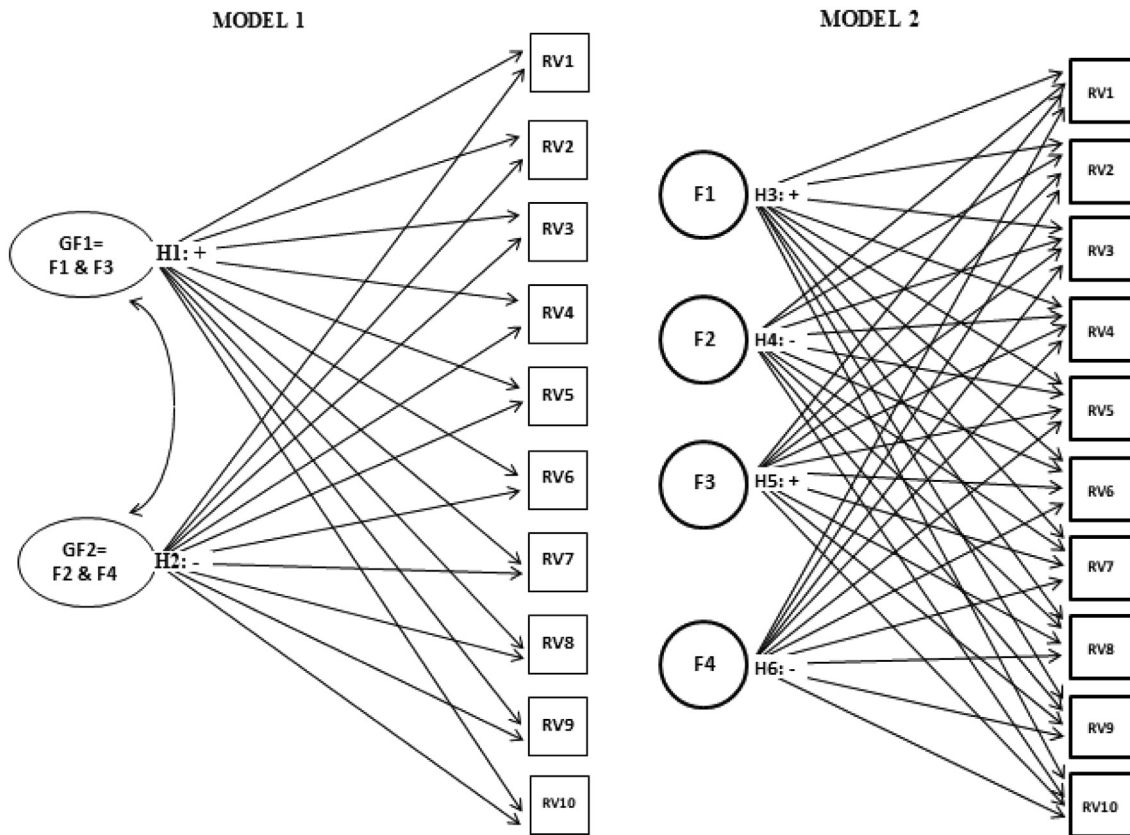 MODEL 1
GF1=
F1 & F3
H1: +
GF2=
F2 & F4
H2: -
RV1
RV2
RV3
RV4
RV5
RV6
RV7
RV8
RV9
RV10
MODEL 2
F1
H3: +
F2
H4: -
F3
H5: +
F4
H6: -
RV1
RV2
RV3
RV4
RV5
RV6
RV7
RV8
RV9
RV10